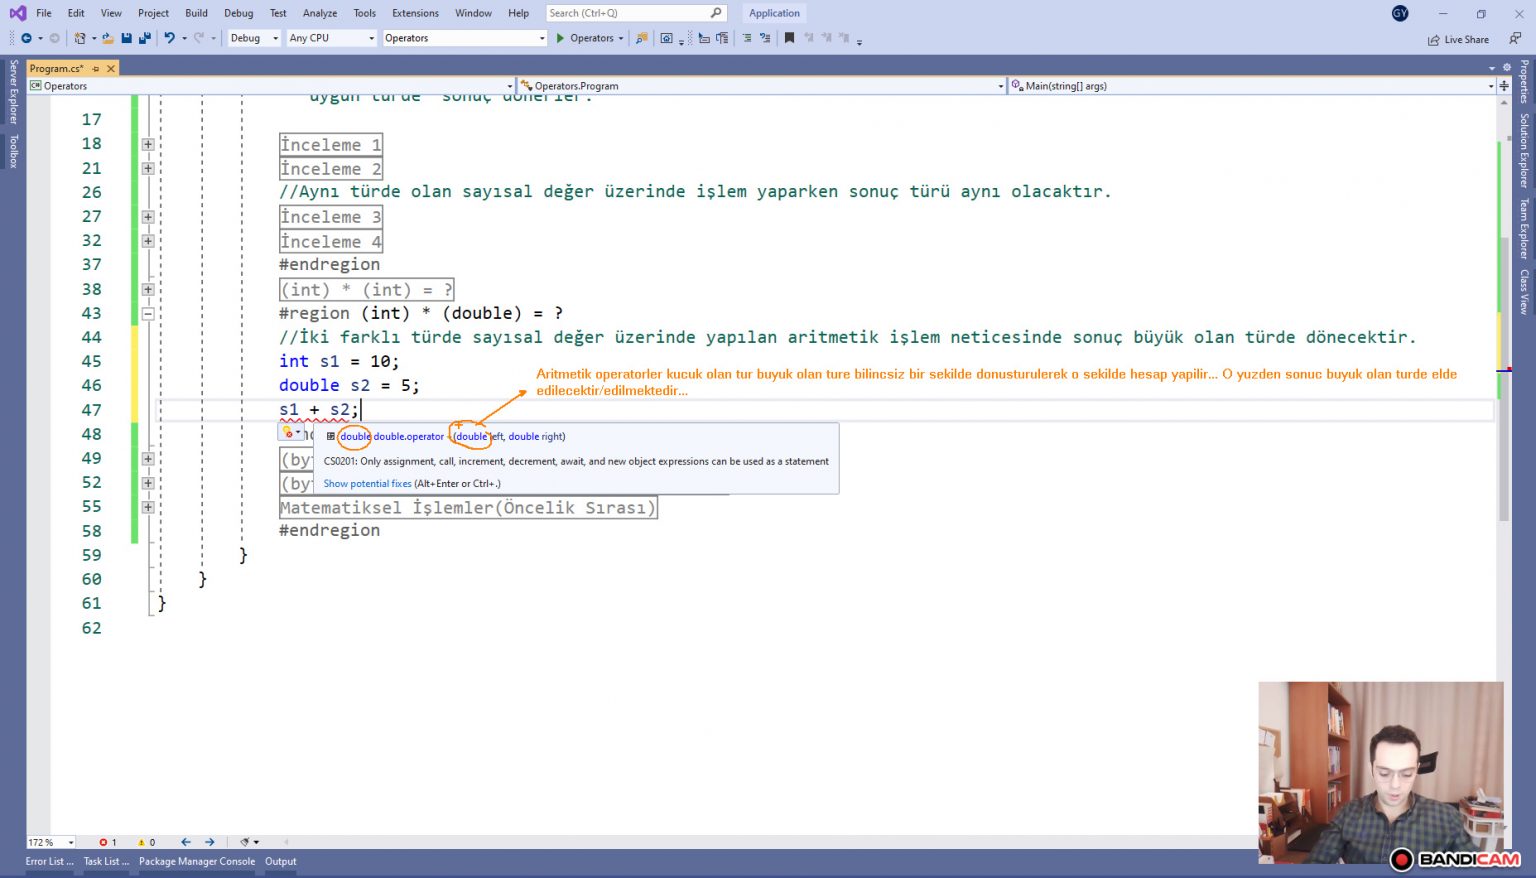 File Edit View Project Build Debug Test Analyze Tools Extensions Window Help Search (Ctrl+Q) Application GY
Debug Any CPU Operators Operators Live Share
Program.cs*
Operators Operators.Program Main(string[] args)
Server Explorer
Toolbox
Properties
Solution Explorer
Team Explorer
Class View
uygun türde sonuç dönerler.
17
18 İnceleme 1
21 İnceleme 2
26 //Aynı türde olan sayısal değer üzerinde işlem yaparken sonuç türü aynı olacaktır.
27 İnceleme 3
32 İnceleme 4
37 #endregion
38 (int) * (int) = ?
43 #region (int) * (double) = ?
44 //İki farklı türde sayısal değer üzerinde yapılan aritmetik işlem neticesinde sonuç büyük olan türde dönecektir.
45 int s1 = 10;
46 double s2 = 5;
Aritmetik operatorler kucuk olan tur buyuk olan ture bilincsiz bir sekilde donusturulerek o sekilde hesap yapilir... O yuzden sonuc buyuk olan turde elde
edilecektir/edilmektedir...
47 s1 + s2;
48
double double.operator (double left, double right)
49 (by
CS0201: Only assignment, call, increment, decrement, await, and new object expressions can be used as a statement
52 (by
Show potential fixes (Alt+Enter or Ctrl+.)
55 Matematiksel İşlemler(Öncelik Sırası)
58 #endregion
59 }
60 }
61 }
62
172 % 1 0
Error List ... Task List ... Package Manager Console Output
BANDICAM